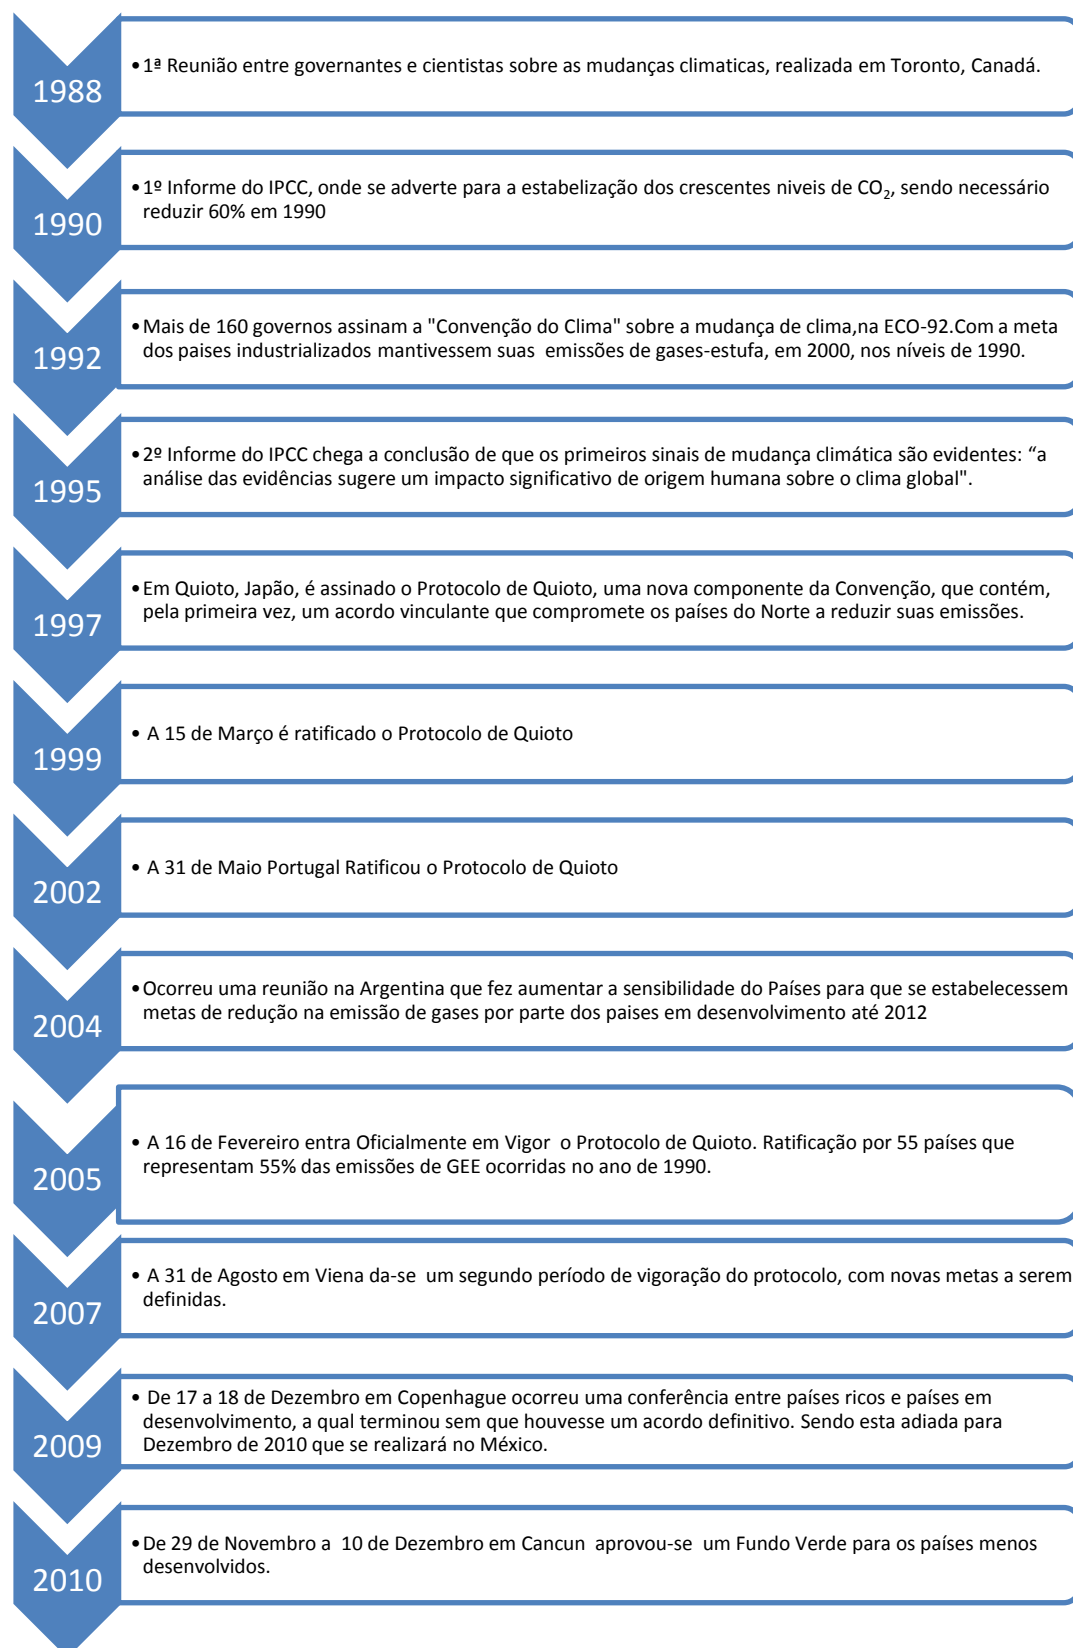 1988
•1ª Reunião entre governantes e cientistas sobre as mudanças climaticas, realizada em Toronto, Canadá.
1990
•1º Informe do IPCC, onde se adverte para a estabelização dos crescentes niveis de CO₂, sendo necessário
reduzir 60% em 1990
1992
•Mais de 160 governos assinam a "Convenção do Clima" sobre a mudança de clima,na ECO-92.Com a meta
dos paises industrializados mantivessem suas emissões de gases-estufa, em 2000, nos níveis de 1990.
1995
•2º Informe do IPCC chega a conclusão de que os primeiros sinais de mudança climática são evidentes: “a
análise das evidências sugere um impacto significativo de origem humana sobre o clima global".
1997
•Em Quioto, Japão, é assinado o Protocolo de Quioto, uma nova componente da Convenção, que contém,
pela primeira vez, um acordo vinculante que compromete os países do Norte a reduzir suas emissões.
1999
• A 15 de Março é ratificado o Protocolo de Quioto
2002
• A 31 de Maio Portugal Ratificou o Protocolo de Quioto
2004
•Ocorreu uma reunião na Argentina que fez aumentar a sensibilidade do Países para que se estabelecessem
metas de redução na emissão de gases por parte dos paises em desenvolvimento até 2012
2005
• A 16 de Fevereiro entra Oficialmente em Vigor o Protocolo de Quioto. Ratificação por 55 países que
representam 55% das emissões de GEE ocorridas no ano de 1990.
2007
• A 31 de Agosto em Viena da-se um segundo período de vigoração do protocolo, com novas metas a serem
definidas.
2009
• De 17 a 18 de Dezembro em Copenhague ocorreu uma conferência entre países ricos e países em
desenvolvimento, a qual terminou sem que houvesse um acordo definitivo. Sendo esta adiada para
Dezembro de 2010 que se realizará no México.
2010
•De 29 de Novembro a 10 de Dezembro em Cancun aprovou-se um Fundo Verde para os países menos
desenvolvidos.